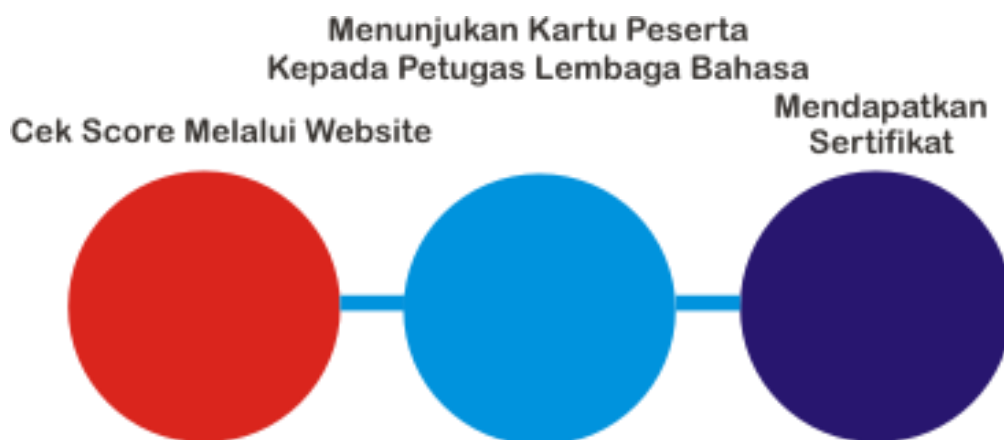 Cek Score Melalui Website
Menunjukan Kartu Peserta
Kepada Petugas Lembaga Bahasa
Mendapatkan
Sertifikat